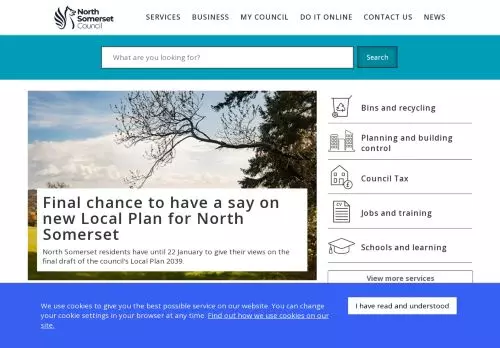 North
Somerset
Council
SERVICES BUSINESS MY COUNCIL DO IT ONLINE CONTACT US NEWS
What are you looking for?
Search
Final chance to have a say on
new Local Plan for North
Somerset
North Somerset residents have until 22 January to give their views on the
final draft of the council's Local Plan 2039.
Bins and recycling
Planning and building
control
Council Tax
CV
Jobs and training
Schools and learning
View more services
We use cookies to give you the best possible service on our website. You can change
your cookie settings in your browser at any time. Find out how we use cookies on our
site.
I have read and understood